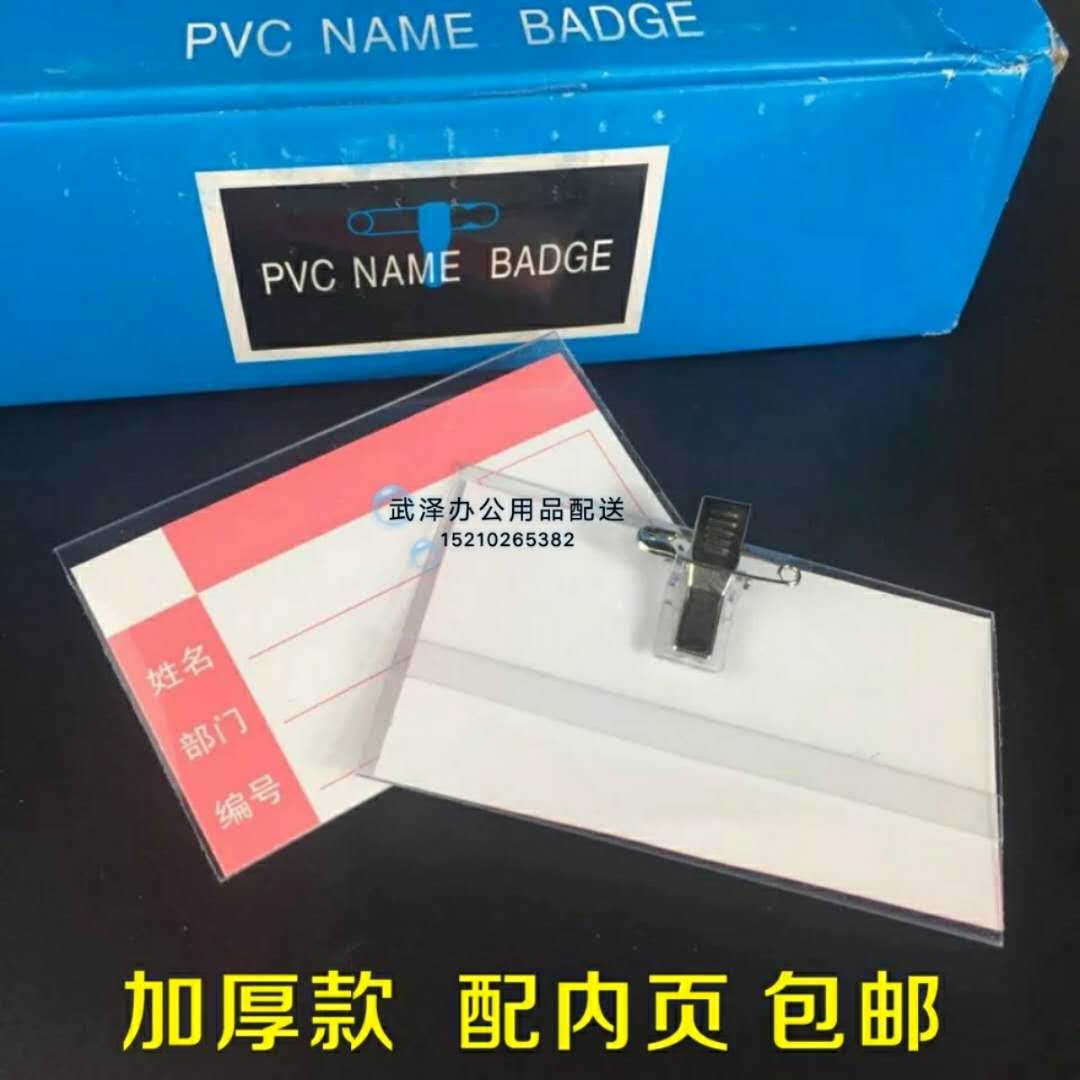 PVC NAME BADGE
PVC NAME BADGE
武泽办公用品配送
15210265382
姓名
部门
编号
加厚款 配内页 包邮